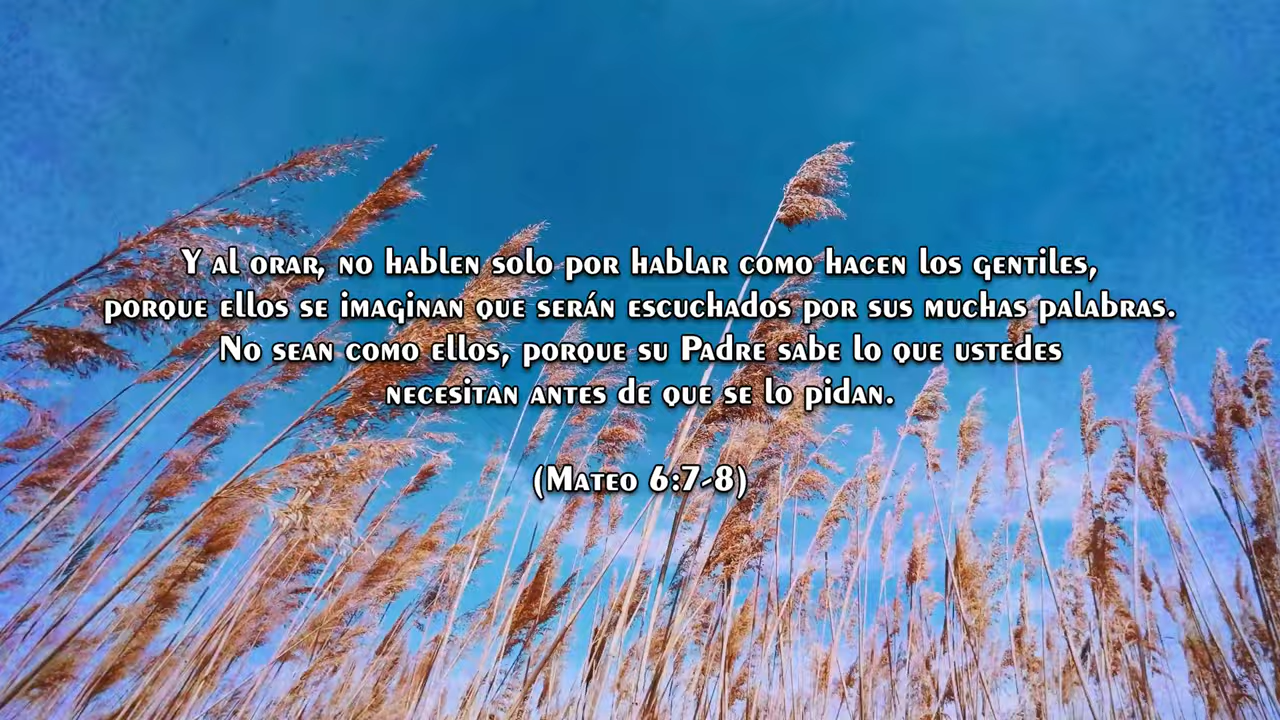 Y al orar, no hablen solo por hablar como hacen los gentiles,
porque ellos se imaginan que serán escuchados por sus muchas palabras.
No sean como ellos, porque su Padre sabe lo que ustedes
necesitan antes de que se lo pidan.
(Mateo 6:7-8)